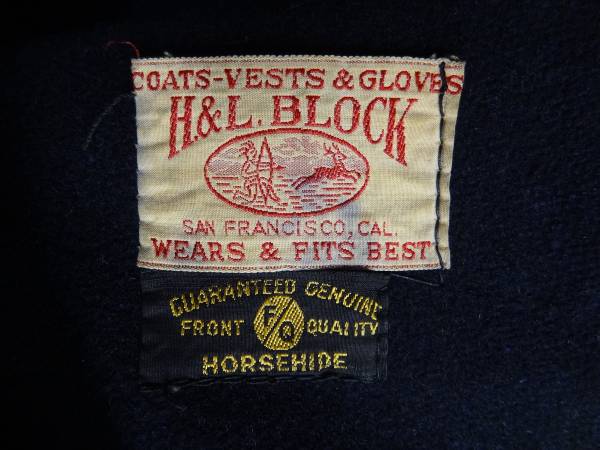 COATS-VESTS & GLOVES
H&L. BLOCK
SAN FRANCISCO, CAL.
WEARS & FITS BEST
GUARANTEED GENUINE
FRONT F/Q QUALITY
HORSEHIDE